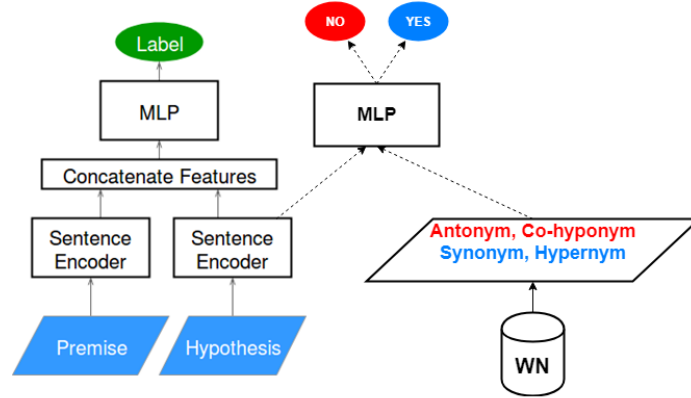 NO
YES
Label
MLP
MLP
Concatenate Features
Sentence
Encoder
Sentence
Encoder
Antonym, Co-hyponym
Synonym, Hypernym
Premise
Hypothesis
WN